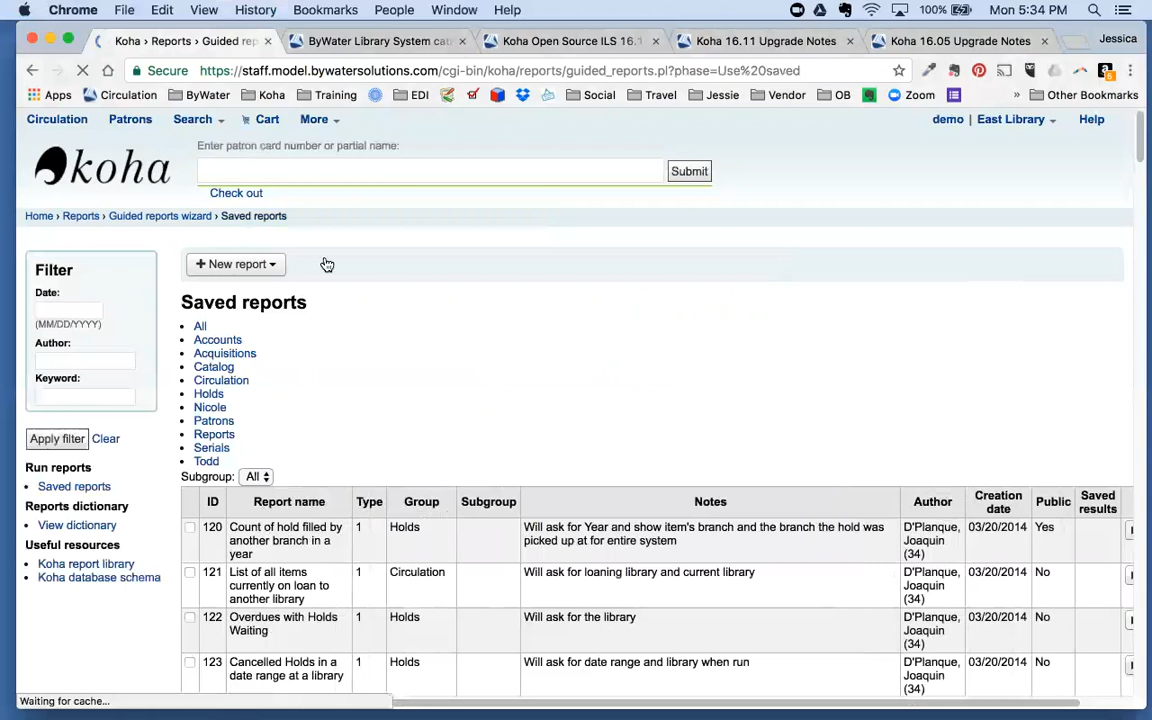 Chrome File Edit View History Bookmarks People Window Help 100% Mon 5:34 PM
Koha › Reports › Guided rep × ByWater Library System cat × Koha Open Source ILS 16.1 × Koha 16.11 Upgrade Notes × Koha 16.05 Upgrade Notes × Jessica
Secure https://staff.model.bywatersolutions.com/cgi-bin/koha/reports/guided_reports.pl?phase=Use%20saved
Apps Circulation ByWater Koha Training EDI Social Travel Jessie Vendor OB Zoom » Other Bookmarks
Circulation Patrons Search Cart More demo | East Library Help
Enter patron card number or partial name:
koha Submit
Check out
Home › Reports › Guided reports wizard › Saved reports
Filter
Date:
(MM/DD/YYYY)
Author:
Keyword:
Apply filter Clear
Run reports
Saved reports
Reports dictionary
View dictionary
Useful resources
Koha report library
Koha database schema
+ New report
Saved reports
• All
• Accounts
• Acquisitions
• Catalog
• Circulation
• Holds
• Nicole
• Patrons
• Reports
• Serials
• Todd
Subgroup: All
ID Report name Type Group Subgroup Notes Author Creation date Public Saved results
120 Count of hold filled by another branch in a year 1 Holds Will ask for Year and show item's branch and the branch the hold was picked up at for entire system D'Planque, Joaquin (34) 03/20/2014 Yes
121 List of all items currently on loan to another library 1 Circulation Will ask for loaning library and current library D'Planque, Joaquin (34) 03/20/2014 No
122 Overdues with Holds Waiting 1 Holds Will ask for the library D'Planque, Joaquin (34) 03/20/2014 No
123 Cancelled Holds in a date range at a library 1 Holds Will ask for date range and library when run D'Planque, Joaquin (34) 03/20/2014 No
Waiting for cache...